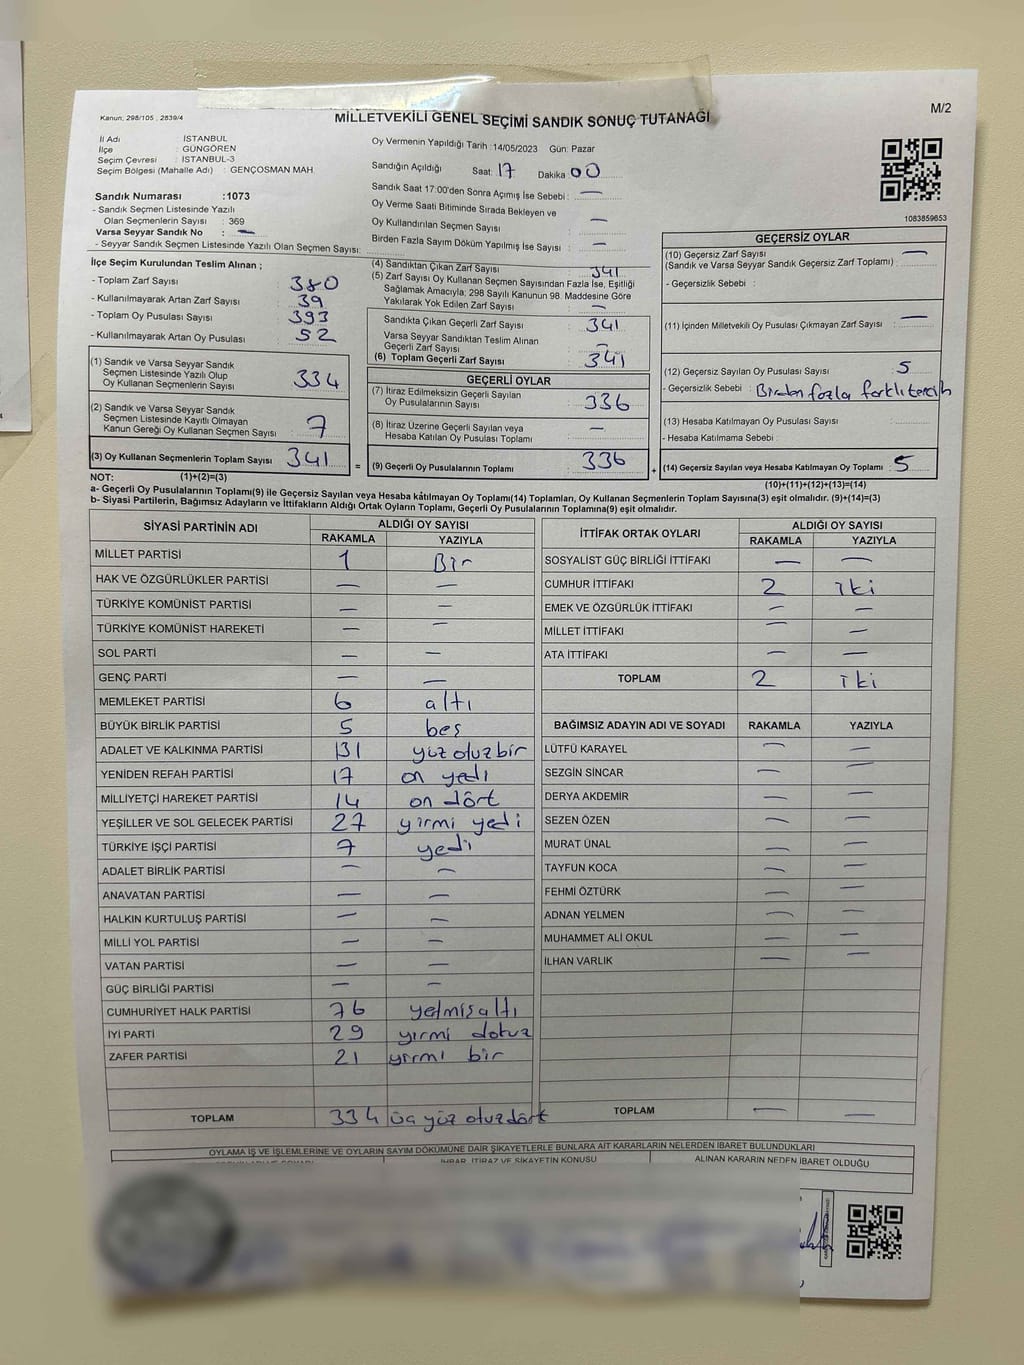 M/2
Kanun; 298/105 , 2839/4
MİLLETVEKİLİ GENEL SEÇİMİ SANDIK SONUÇ TUTANAĞI
İl Adı : İSTANBUL
İlçe : GÜNGÖREN
Seçim Çevresi : İSTANBUL-3
Seçim Bölgesi (Mahalle Adı) : GENÇOSMAN MAH
Sandık Numarası :1073
- Sandık Seçmen Listesinde Yazılı
Olan Seçmenlerin Sayısı : 369
Varsa Seyyar Sandık No : —
- Seyyar Sandık Seçmen Listesinde Yazılı Olan Seçmen Sayısı:
Oy Vermenin Yapıldığı Tarih :14/05/2023 Gün: Pazar
Sandığın Açıldığı Saat: 17 Dakika 00
Sandık Saat 17:00'den Sonra Açımış İse Sebebi : —
Oy Verme Saati Bitiminde Sırada Bekleyen ve
Oy Kullandırılan Seçmen Sayısı —
Birden Fazla Sayım Döküm Yapılmış İse Sayısı : —
1083859653
İlçe Seçim Kurulundan Teslim Alınan ;
- Toplam Zarf Sayısı : 380
- Kullanılmayarak Artan Zarf Sayısı : 39
- Toplam Oy Pusulası Sayısı : 393
- Kullanılmayarak Artan Oy Pusulası : 52
(1) Sandık ve Varsa Seyyar Sandık
Seçmen Listesinde Yazılı Olup
Oy Kullanan Seçmenlerin Sayısı : 334
(2) Sandık ve Varsa Seyyar Sandık
Seçmen Listesinde Kayıtlı Olmayan
Kanun Gereği Oy Kullanan Seçmen Sayısı : 7
(3) Oy Kullanan Seçmenlerin Toplam Sayısı : 341
(4) Sandıktan Çıkan Zarf Sayısı : 341
(5) Zarf Sayısı Oy Kullanan Seçmen Sayısından Fazla İse, Eşitliği
Sağlamak Amacıyla; 298 Sayılı Kanunun 98. Maddesine Göre
Yakılarak Yok Edilen Zarf Sayısı : —
Sandıkta Çıkan Geçerli Zarf Sayısı : 341
Varsa Seyyar Sandıktan Teslim Alınan
Geçerli Zarf Sayısı : —
(6) Toplam Geçerli Zarf Sayısı : 341
GEÇERLİ OYLAR
(7) İtiraz Edilmeksizin Geçerli Sayılan
Oy Pusulalarının Sayısı : 336
(8) İtiraz Üzerine Geçerli Sayılan veya
Hesaba Katılan Oy Pusulası Toplamı : —
= (9) Geçerli Oy Pusulalarının Toplamı : 336 +
GEÇERSİZ OYLAR
(10) Geçersiz Zarf Sayısı : —
(Sandık ve Varsa Seyyar Sandık Geçersiz Zarf Toplamı) :
- Geçersizlik Sebebi :
(11) İçinden Milletvekili Oy Pusulası Çıkmayan Zarf Sayısı : —
(12) Geçersiz Sayılan Oy Pusulası Sayısı : 5
- Geçersizlik Sebebi : Birden fazla farklı tercih
(13) Hesaba Katılmayan Oy Pusulası Sayısı :
- Hesaba Katılmama Sebebi :
(14) Geçersiz Sayılan veya Hesaba Katılmayan Oy Toplamı : 5
NOT: (1)+(2)=(3)
(10)+(11)+(12)+(13)=(14)
a- Geçerli Oy Pusulalarının Toplamı(9) ile Geçersiz Sayılan veya Hesaba katılmayan Oy Toplamı(14) Toplamları, Oy Kullanan Seçmenlerin Toplam Sayısına(3) eşit olmalıdır. (9)+(14)=(3)
b- Siyasi Partilerin, Bağımsız Adayların ve İttifakların Aldığı Ortak Oyların Toplamı, Geçerli Oy Pusulalarının Toplamına(9) eşit olmalıdır.
SİYASİ PARTİNİN ADI ALDIĞI OY SAYISI
RAKAMLA YAZIYLA
MİLLET PARTİSİ 1 Bir
HAK VE ÖZGÜRLÜKLER PARTİSİ — —
TÜRKİYE KOMÜNİST PARTİSİ — —
TÜRKİYE KOMÜNİST HAREKETİ — —
SOL PARTİ — —
GENÇ PARTİ — —
MEMLEKET PARTİSİ 6 altı
BÜYÜK BİRLİK PARTİSİ 5 beş
ADALET VE KALKINMA PARTİSİ 131 yüz otuz bir
YENİDEN REFAH PARTİSİ 17 on yedi
MİLLİYETÇİ HAREKET PARTİSİ 14 on dört
YEŞİLLER VE SOL GELECEK PARTİSİ 27 yirmi yedi
TÜRKİYE İŞÇİ PARTİSİ 7 yedi
ADALET BİRLİK PARTİSİ — —
ANAVATAN PARTİSİ — —
HALKIN KURTULUŞ PARTİSİ — —
MİLLİ YOL PARTİSİ — —
VATAN PARTİSİ — —
GÜÇ BİRLİĞİ PARTİSİ — —
CUMHURİYET HALK PARTİSİ 76 yetmiş altı
İYİ PARTİ 29 yirmi dokuz
ZAFER PARTİSİ 21 yirmi bir
TOPLAM 334 üç yüz otuz dört
İTTİFAK ORTAK OYLARI ALDIĞI OY SAYISI
RAKAMLA YAZIYLA
SOSYALİST GÜÇ BİRLİĞİ İTTİFAKI — —
CUMHUR İTTİFAKI 2 iki
EMEK VE ÖZGÜRLÜK İTTİFAKI — —
MİLLET İTTİFAKI — —
ATA İTTİFAKI — —
TOPLAM 2 iki
BAĞIMSIZ ADAYIN ADI VE SOYADI RAKAMLA YAZIYLA
LÜTFÜ KARAYEL — —
SEZGİN SİNCAR — —
DERYA AKDEMİR — —
SEZEN ÖZEN — —
MURAT ÜNAL — —
TAYFUN KOCA — —
FEHMİ ÖZTÜRK — —
ADNAN YELMEN — —
MUHAMMET ALİ OKUL — —
İLHAN VARLIK — —
TOPLAM — —
OYLAMA İŞ VE İŞLEMLERİNE VE OYLARIN SAYIM DÖKÜMÜNE DAİR ŞİKAYETLERLE BUNLARA AİT KARARLARIN NELERDEN İBARET BULUNDUKLARI
İHBAR, İTİRAZ VE ŞİKAYETİN KONUSU ALINAN KARARIN NEDEN İBARET OLDUĞU